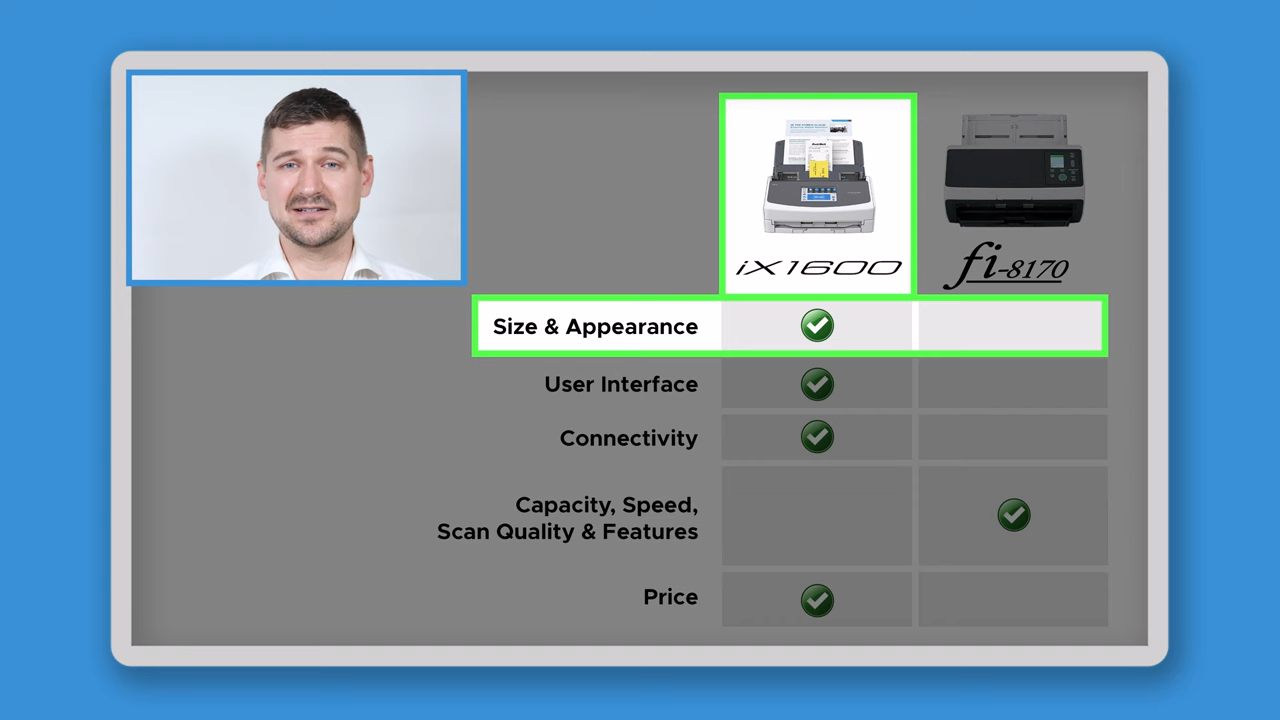 iX1600
fi-8170
Size & Appearance
User Interface
Connectivity
Capacity, Speed,
Scan Quality & Features
Price